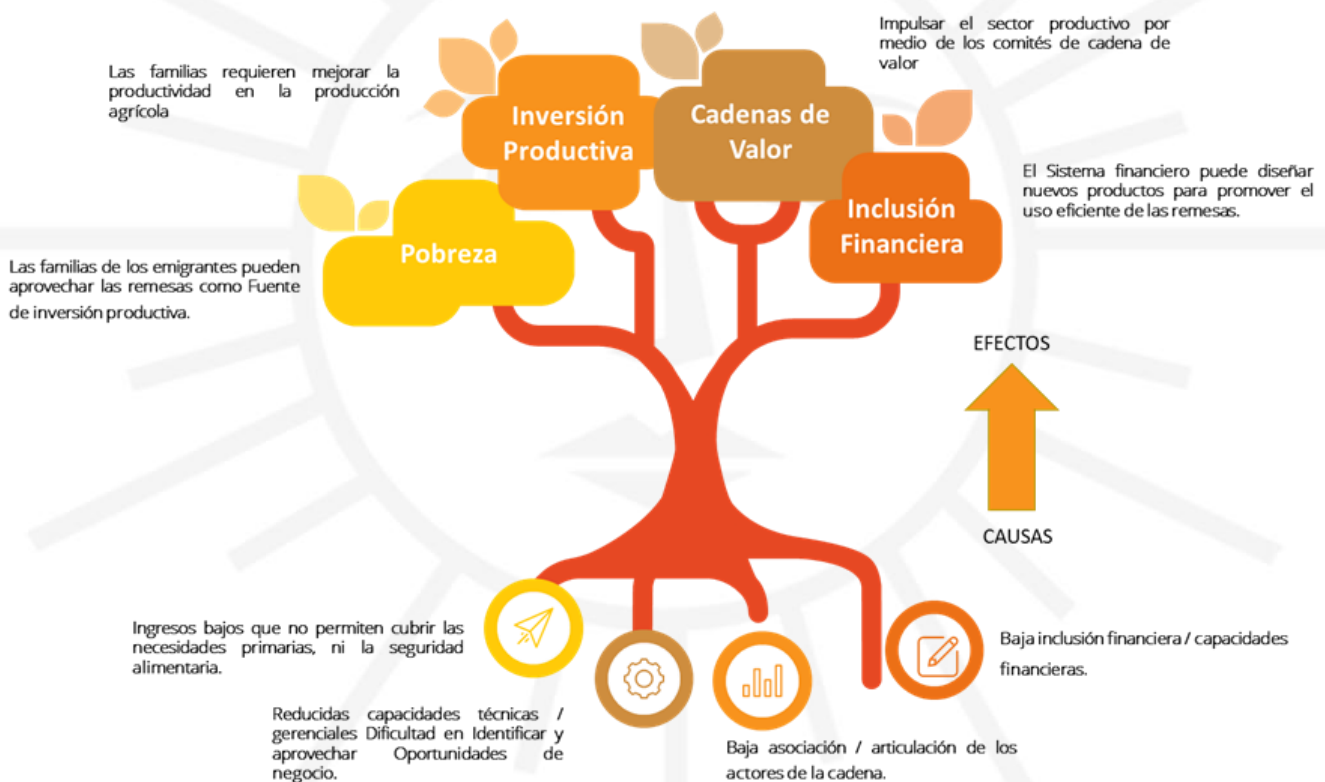 Impulsar el sector productivo por
medio de los comités de cadena de
valor
Las familias requieren mejorar la
productividad en la producción
agrícola
Inversión
Productiva
Cadenas de
Valor
El Sistema financiero puede diseñar
nuevos productos para promover el
uso eficiente de las remesas.
Inclusión
Financiera
Pobreza
Las familias de los emigrantes pueden
aprovechar las remesas como Fuente
de inversión productiva.
EFECTOS
CAUSAS
Ingresos bajos que no permiten cubrir las
necesidades primarias, ni la seguridad
alimentaria.
Baja inclusión financiera / capacidades
financieras.
Reducidas capacidades técnicas /
gerenciales Dificultad en Identificar y
aprovechar Oportunidades de
negocio.
Baja asociación / articulación de los
actores de la cadena.